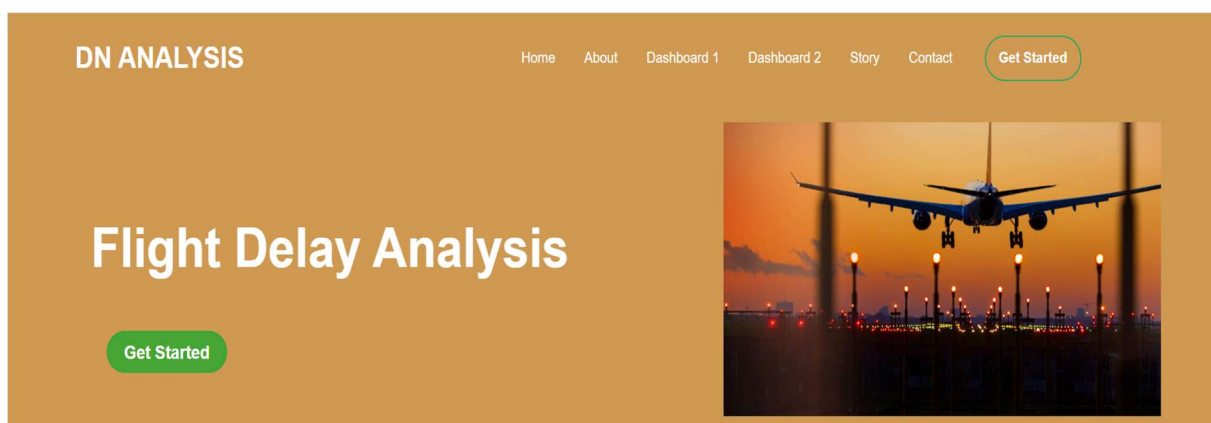 DN ANALYSIS
Home About Dashboard 1 Dashboard 2 Story Contact Get Started
Flight Delay Analysis
Get Started